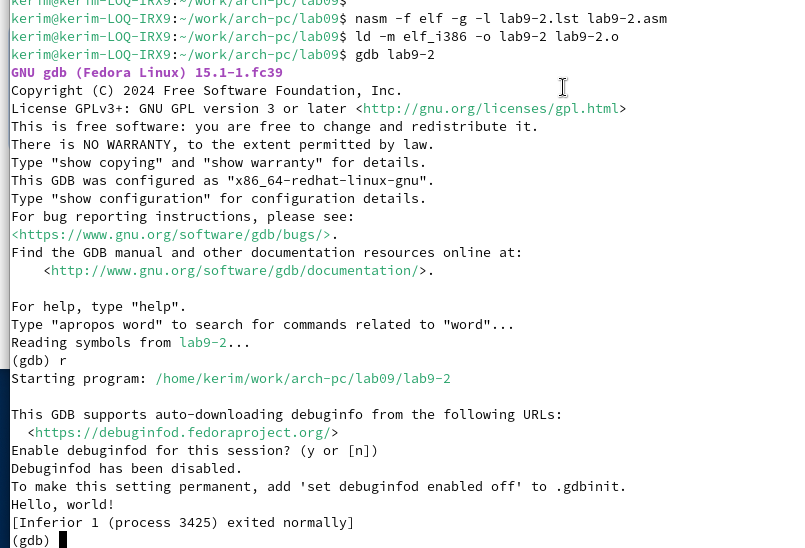 kerim@kerim-LOQ-IRX9:~/work/arch-pc/lab09$
kerim@kerim-LOQ-IRX9:~/work/arch-pc/lab09$ nasm -f elf -g -l lab9-2.lst lab9-2.asm
kerim@kerim-LOQ-IRX9:~/work/arch-pc/lab09$ ld -m elf_i386 -o lab9-2 lab9-2.o
kerim@kerim-LOQ-IRX9:~/work/arch-pc/lab09$ gdb lab9-2
GNU gdb (Fedora Linux) 15.1-1.fc39
Copyright (C) 2024 Free Software Foundation, Inc.
License GPLv3+: GNU GPL version 3 or later <http://gnu.org/licenses/gpl.html>
This is free software: you are free to change and redistribute it.
There is NO WARRANTY, to the extent permitted by law.
Type "show copying" and "show warranty" for details.
This GDB was configured as "x86_64-redhat-linux-gnu".
Type "show configuration" for configuration details.
For bug reporting instructions, please see:
<https://www.gnu.org/software/gdb/bugs/>.
Find the GDB manual and other documentation resources online at:
    <http://www.gnu.org/software/gdb/documentation/>.

For help, type "help".
Type "apropos word" to search for commands related to "word"...
Reading symbols from lab9-2...
(gdb) r
Starting program: /home/kerim/work/arch-pc/lab09/lab9-2

This GDB supports auto-downloading debuginfo from the following URLs:
  <https://debuginfod.fedoraproject.org/>
Enable debuginfod for this session? (y or [n])
Debuginfod has been disabled.
To make this setting permanent, add 'set debuginfod enabled off' to .gdbinit.
Hello, world!
[Inferior 1 (process 3425) exited normally]
(gdb)